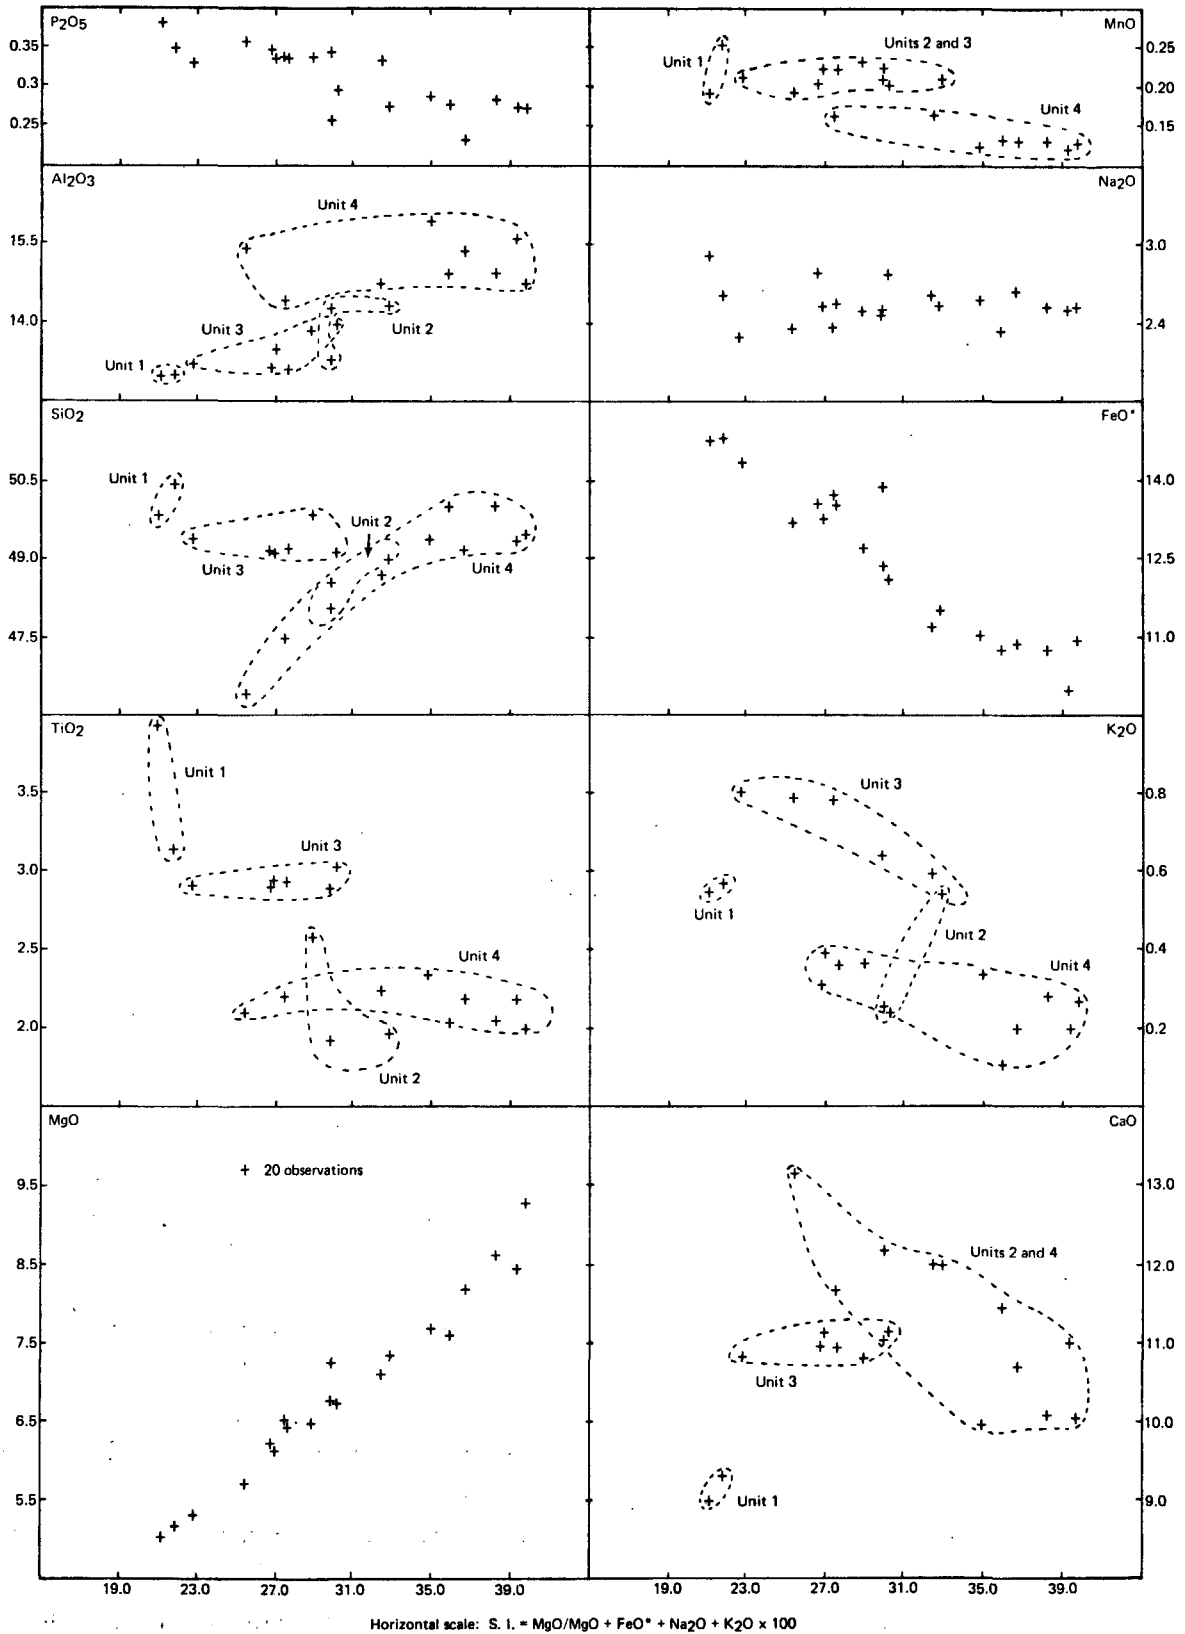 P2O5
0.35
0.3
0.25
MnO
Unit 1
Units 2 and 3
Unit 4
0.25
0.20
0.15
Al2O3
15.5
14.0
Unit 4
Unit 3
Unit 2
Unit 1
Na2O
3.0
2.4
SiO2
50.5
49.0
47.5
Unit 1
Unit 2
Unit 3
Unit 4
FeO*
14.0
12.5
11.0
TiO2
3.5
3.0
2.5
2.0
Unit 1
Unit 3
Unit 4
Unit 2
K2O
0.8
0.6
0.4
0.2
Unit 3
Unit 1
Unit 2
Unit 4
MgO
+ 20 observations
9.5
8.5
7.5
6.5
5.5
CaO
13.0
12.0
11.0
10.0
9.0
Units 2 and 4
Unit 3
Unit 1
19.0 23.0 27.0 31.0 35.0 39.0
19.0 23.0 27.0 31.0 35.0 39.0
Horizontal scale: S. I. = MgO/MgO + FeO* + Na2O + K2O x 100